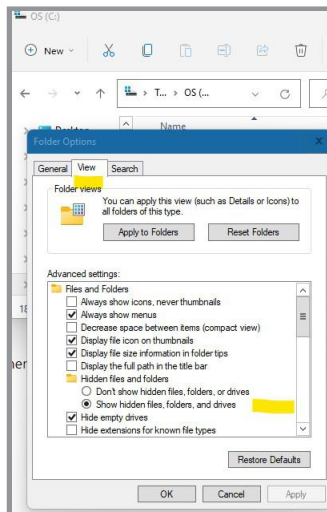 OS (C:)
New
T... › OS (...
Name
Folder Options
General View Search
Folder views
You can apply this view (such as Details or Icons) to
all folders of this type.
Apply to Folders Reset Folders
Advanced settings:
Files and Folders
Always show icons, never thumbnails
Always show menus
Decrease space between items (compact view)
Display file icon on thumbnails
Display file size information in folder tips
Display the full path in the title bar
Hidden files and folders
Don't show hidden files, folders, or drives
Show hidden files, folders, and drives
Hide empty drives
Hide extensions for known file types
Restore Defaults
OK Cancel Apply